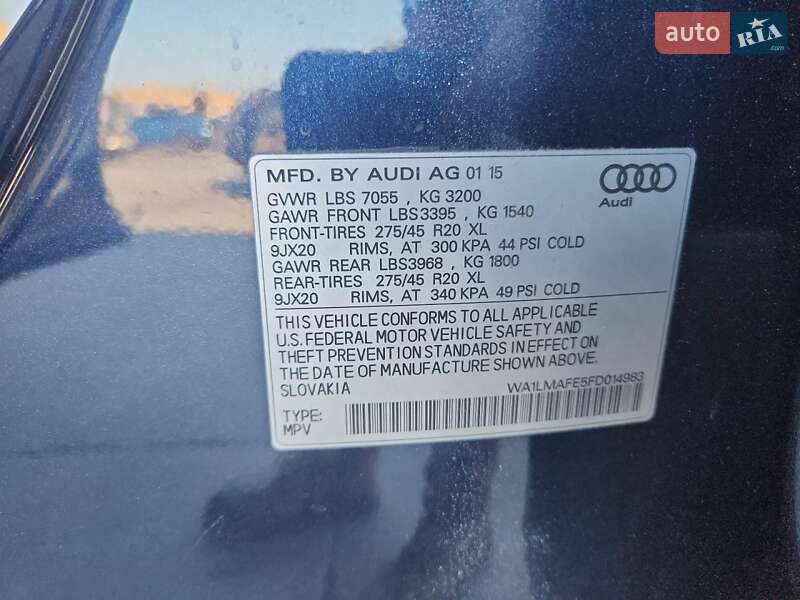 auto RIA.com
MFD. BY AUDI AG 01 15
GVWR LBS 7055 , KG 3200
GAWR FRONT LBS3395 , KG 1540
FRONT-TIRES 275/45 R20 XL
9JX20 RIMS, AT 300 KPA 44 PSI COLD
GAWR REAR LBS3968 , KG 1800
REAR-TIRES 275/45 R20 XL
9JX20 RIMS, AT 340 KPA 49 PSI COLD
Audi
THIS VEHICLE CONFORMS TO ALL APPLICABLE
U.S. FEDERAL MOTOR VEHICLE SAFETY AND
THEFT PREVENTION STANDARDS IN EFFECT ON
THE DATE OF MANUFACTURE SHOWN ABOVE.
SLOVAKIA WA1LMAFE5FD014983
TYPE:
MPV